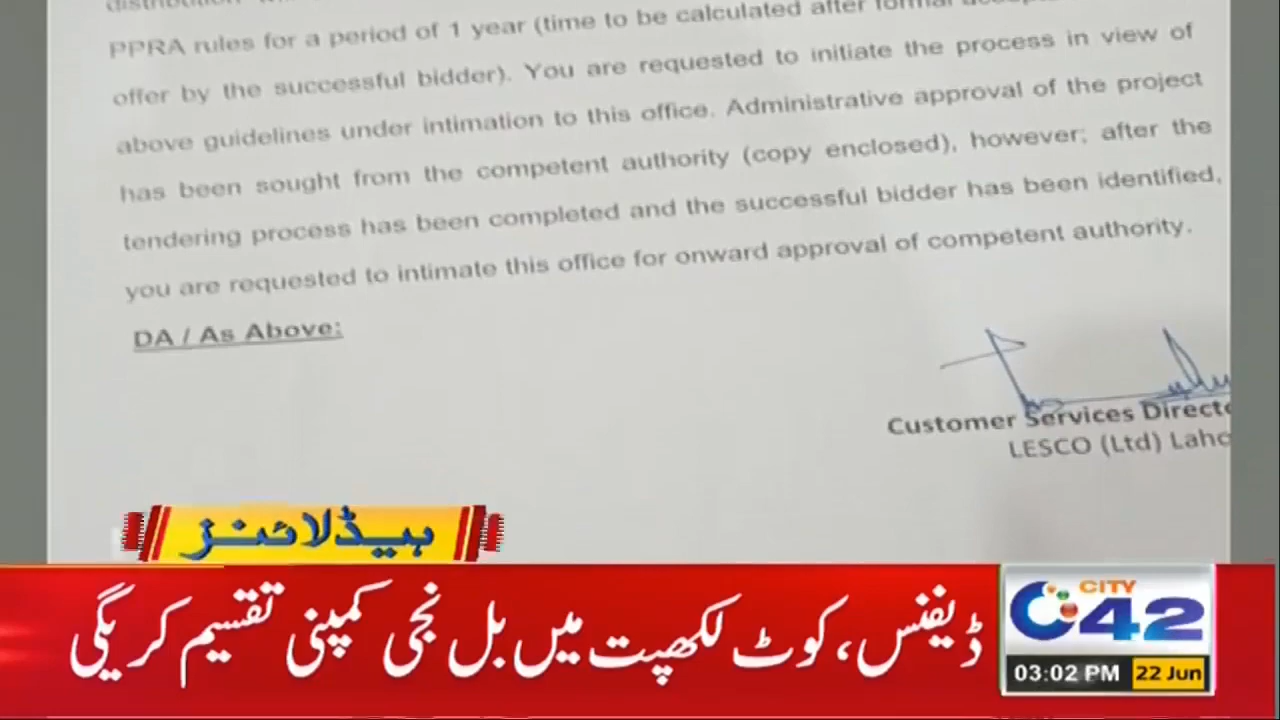 PPRA rules for a period of 1 year (time to be calculated after formal
offer by the successful bidder). You are requested to initiate the process in view of
above guidelines under intimation to this office. Administrative approval of the project
has been sought from the competent authority (copy enclosed), however; after the
tendering process has been completed and the successful bidder has been identified,
you are requested to intimate this office for onward approval of competent authority.
DA / As Above:
Customer Services
LESCO (Ltd)
ہیڈلائنز
ڈیفنس، کوٹ لکھپت میں بل نجی کمپنی تقسیم کریگی
CITY
42
03:02 PM 22 Jun